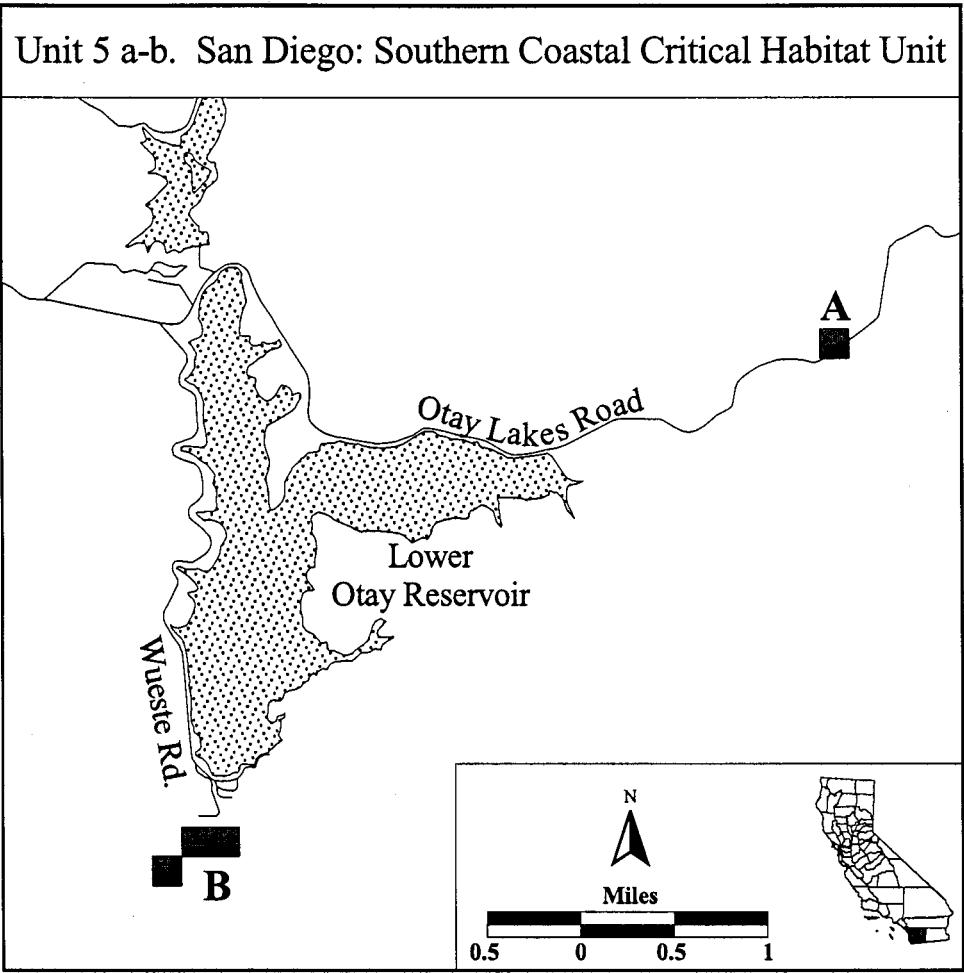 Unit 5 a-b. San Diego: Southern Coastal Critical Habitat Unit
A
Otay Lakes Road
Lower
Otay Reservoir
Wueste Rd.
B
N
Miles
0.5 0 0.5 1